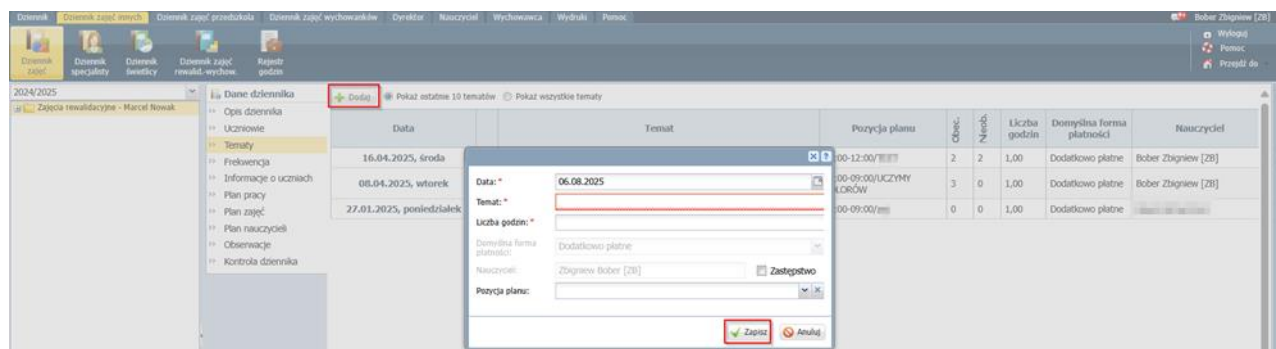 Dziennik Dziennik zajęć innych Dziennik zajęć przedszkola Dziennik zajęć wychowanków Dyrektor Nauczyciel Wychowawca Wydruki Pomoc Bober Zbigniew [ZB]
Dziennik zajęć Dziennik specjalisty Dziennik świetlicy Dziennik zajęć rewalid.-wychow. Rejestr godzin
Wyloguj
Pomoc
Przejdź do
2024/2025
Zajęcia rewalidacyjne - Marcel Nowak
Dane dziennika
Opis dziennika
Uczniowie
Tematy
Frekwencja
Informacje o uczniach
Plan pracy
Plan zajęć
Plan nauczycieli
Obserwacje
Kontrola dziennika
Dodaj Pokaż ostatnie 10 tematów Pokaż wszystkie tematy
Data Temat Pozycja planu Obec. Nieob. Liczba godzin Domyślna forma płatności Nauczyciel
16.04.2025, środa :00-12:00/ 2 2 1,00 Dodatkowo płatne Bober Zbigniew [ZB]
08.04.2025, wtorek :00-09:00/UCZYMY 3 0 1,00 Dodatkowo płatne Bober Zbigniew [ZB]
27.01.2025, poniedziałek :00-09:00/ 0 0 1,00 Dodatkowo płatne
Data: * 06.08.2025
Temat: *
Liczba godzin: *
Domyślna forma płatności: Dodatkowo płatne
Nauczyciel: Zbigniew Bober [ZB] Zastępstwo
Pozycja planu:
Zapisz Anuluj